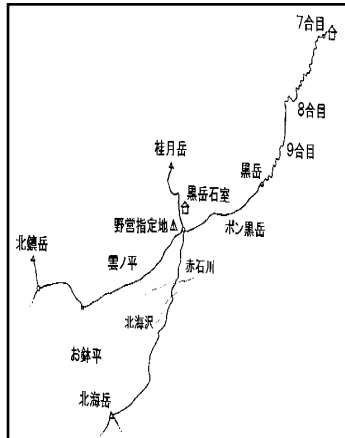 7合目
8合目
9合目
桂月岳
黒岳
黒岳石室
野営指定地
ポン黒岳
北鎮岳
雲ノ平
赤石川
北海沢
お鉢平
北海岳